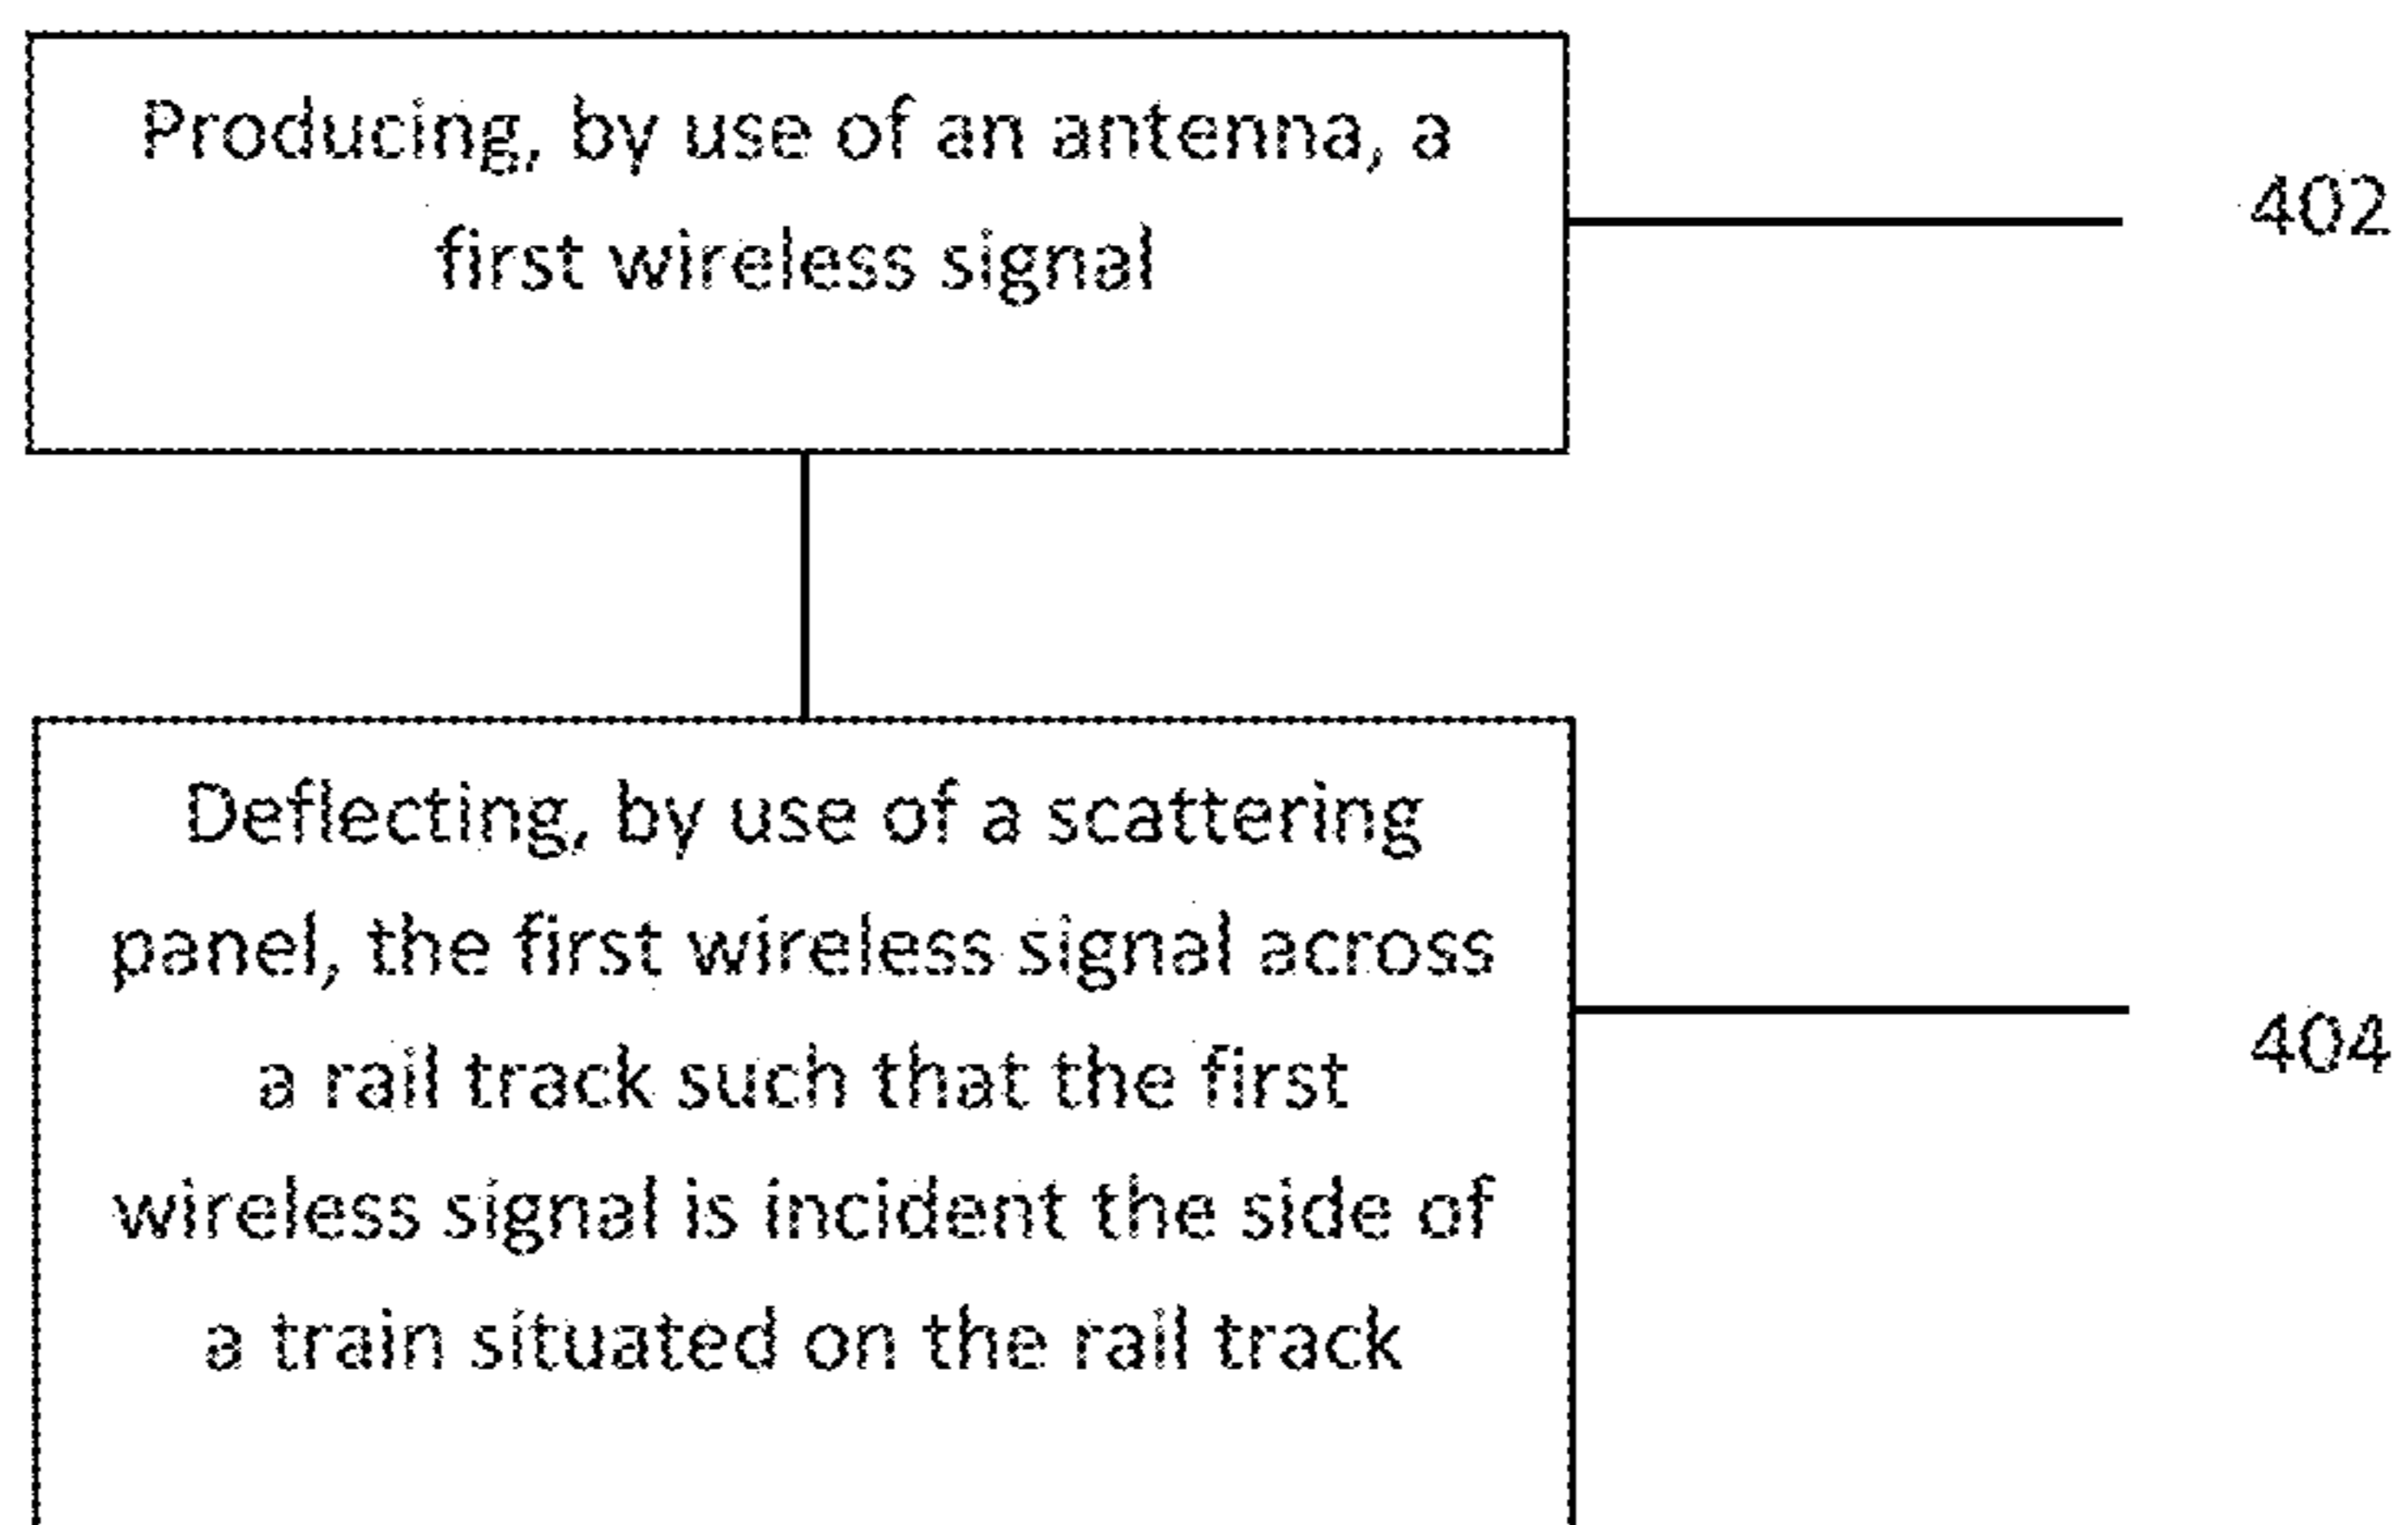 Producing, by use of an antenna, a
first wireless signal
402
Deflecting, by use of a scattering
panel, the first wireless signal across
a rail track such that the first
wireless signal is incident the side of
a train situated on the rail track
404